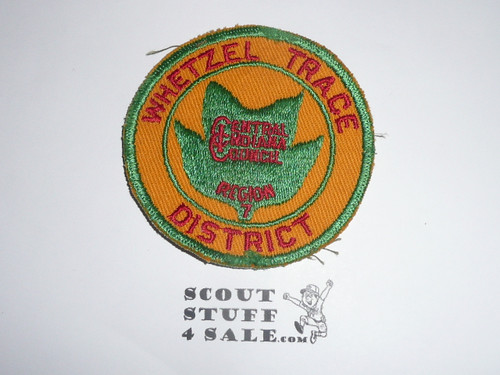 WHETZEL TRACE
CENTRAL
INDIANA
COUNCIL
REGION
7
DISTRICT
SCOUT
STUFF
4 SALE.com